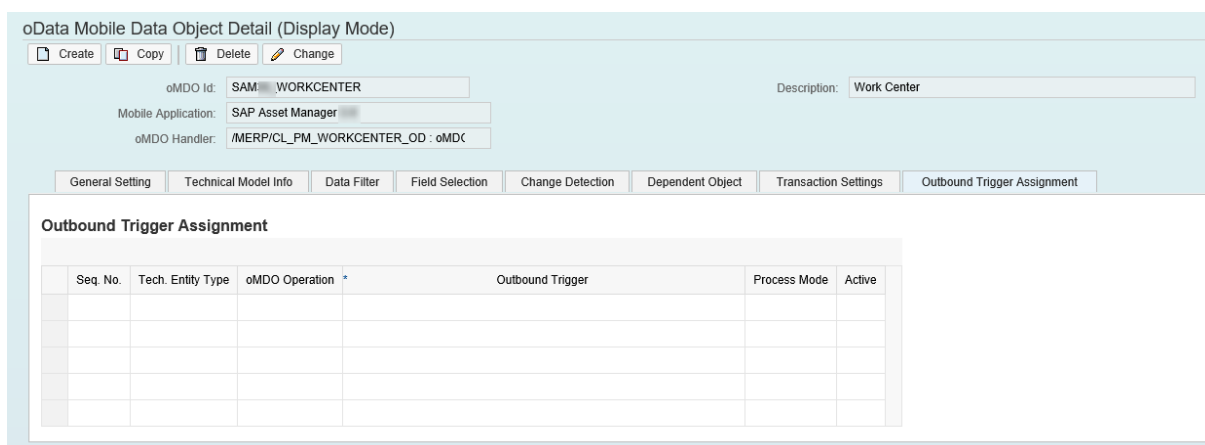 oData Mobile Data Object Detail (Display Mode)
Create Copy Delete Change
oMDO Id: SAM _WORKCENTER Description: Work Center
Mobile Application: SAP Asset Manager
oMDO Handler: /MERP/CL_PM_WORKCENTER_OD : oMDC
General Setting Technical Model Info Data Filter Field Selection Change Detection Dependent Object Transaction Settings Outbound Trigger Assignment
Outbound Trigger Assignment
Seq. No. Tech. Entity Type oMDO Operation * Outbound Trigger Process Mode Active